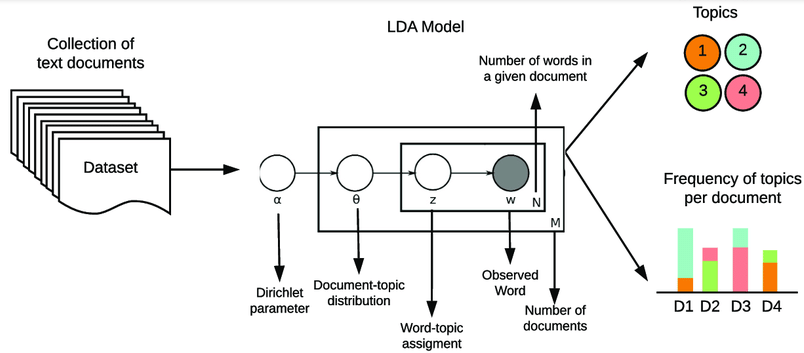 LDA Model
Collection of
text documents
Dataset
Number of words in
a given document
Topics
1
2
3
4
α
θ
z
w
N
M
Dirichlet
parameter
Document-topic
distribution
Word-topic
assigment
Observed
Word
Number of
documents
Frequency of topics
per document
D1 D2 D3 D4